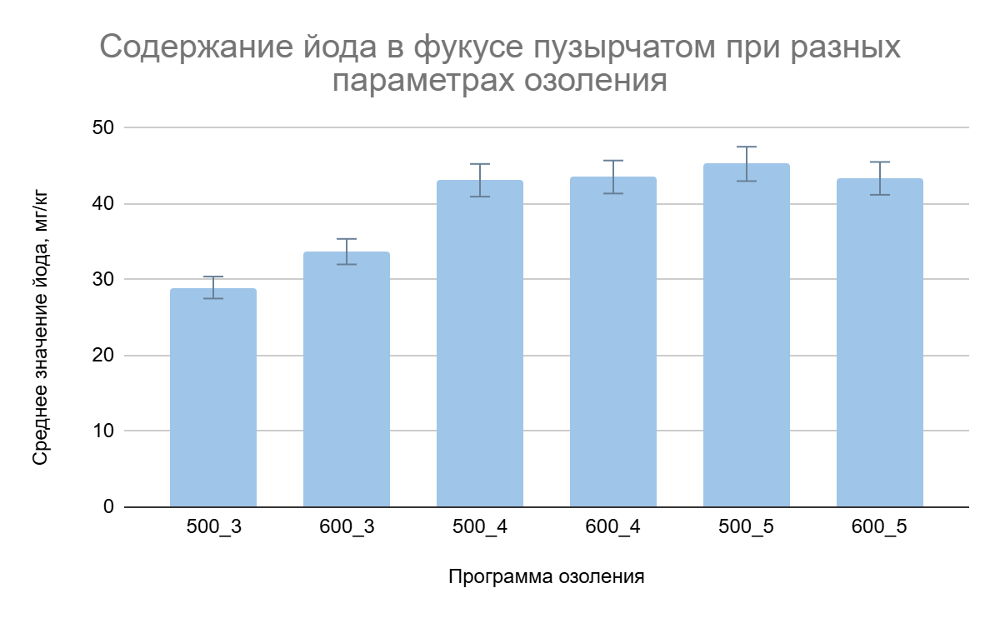 Содержание йода в фукусе пузырчатом при разных
параметрах озоления
Среднее значение йода, мг/кг
50
40
30
20
10
0
500_3 600_3 500_4 600_4 500_5 600_5
Программа озоления